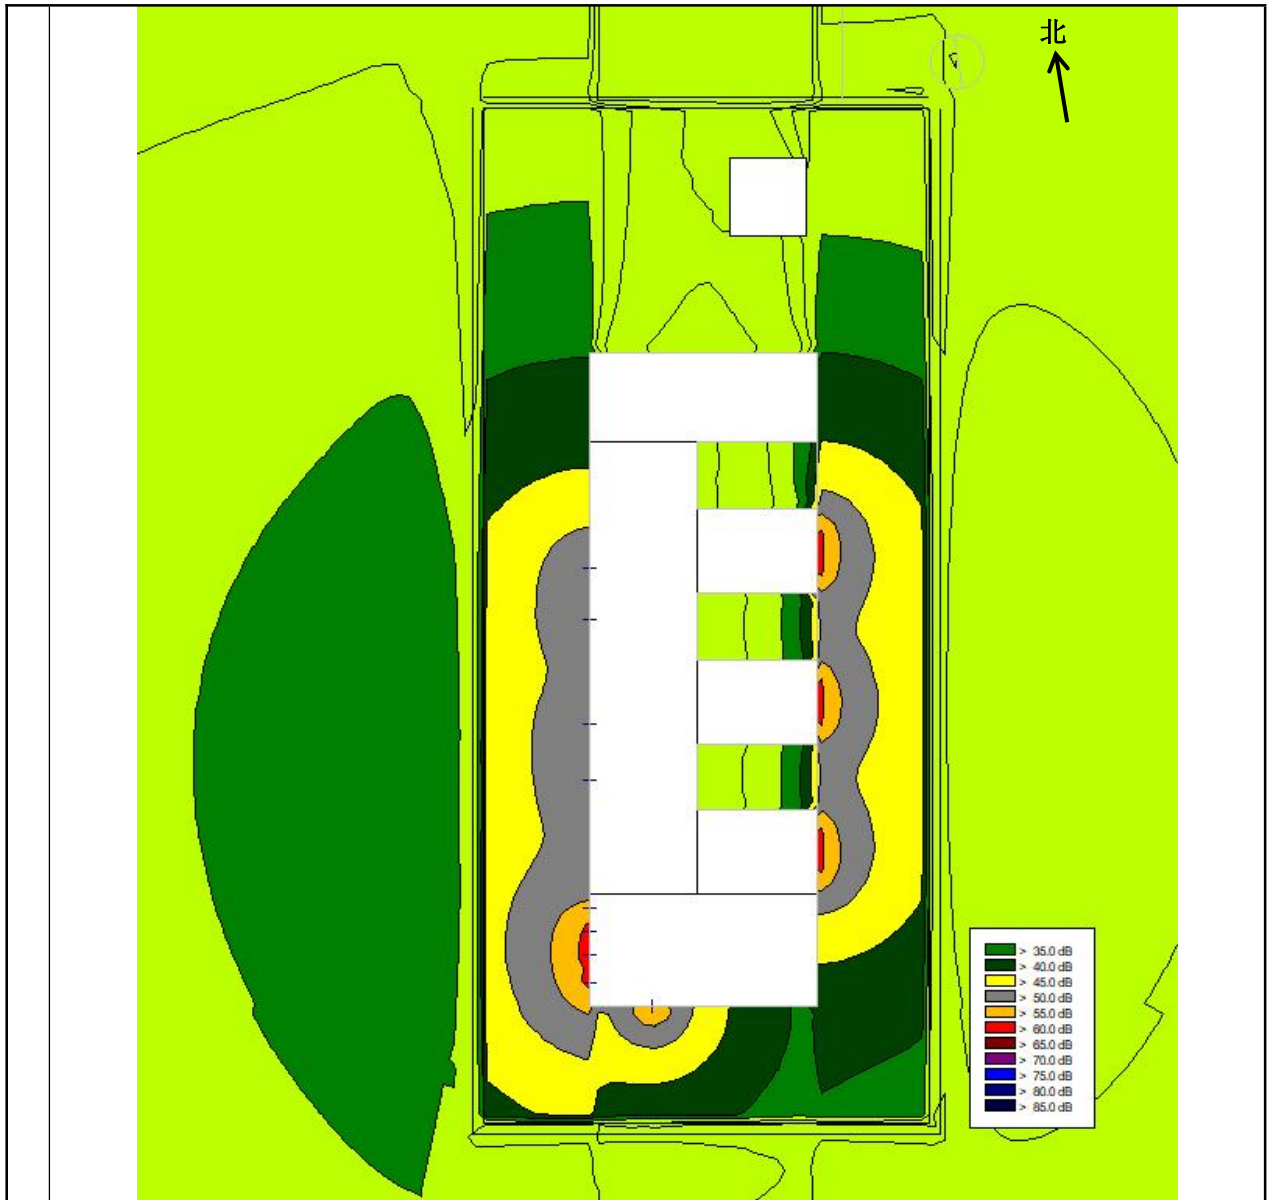 北
> 35.0 dB
> 40.0 dB
> 45.0 dB
> 50.0 dB
> 55.0 dB
> 60.0 dB
> 65.0 dB
> 70.0 dB
> 75.0 dB
> 80.0 dB
> 85.0 dB